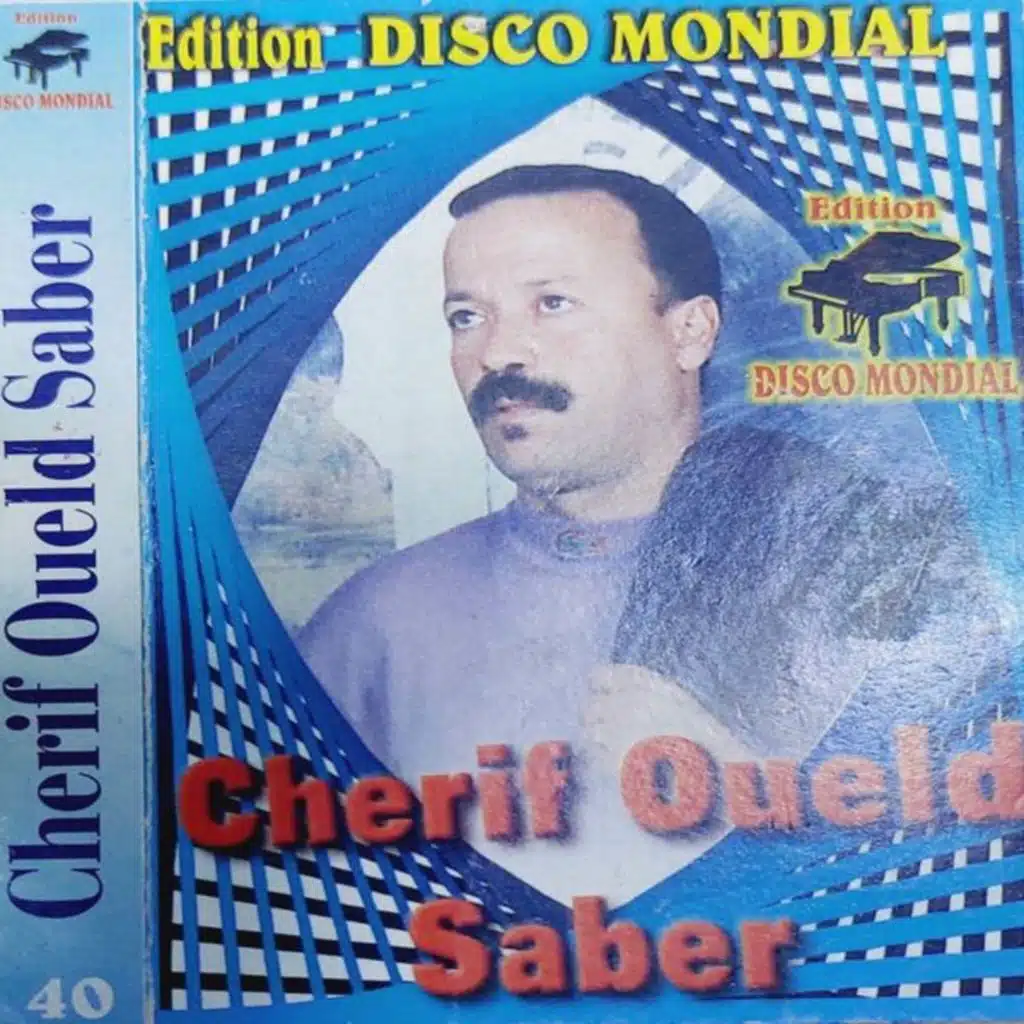 Edition
DISCO MONDIAL
Cherif Oueld Saber
40
Edition DISCO MONDIAL
Edition
DISCO MONDIAL
Cherif Oueld
Saber